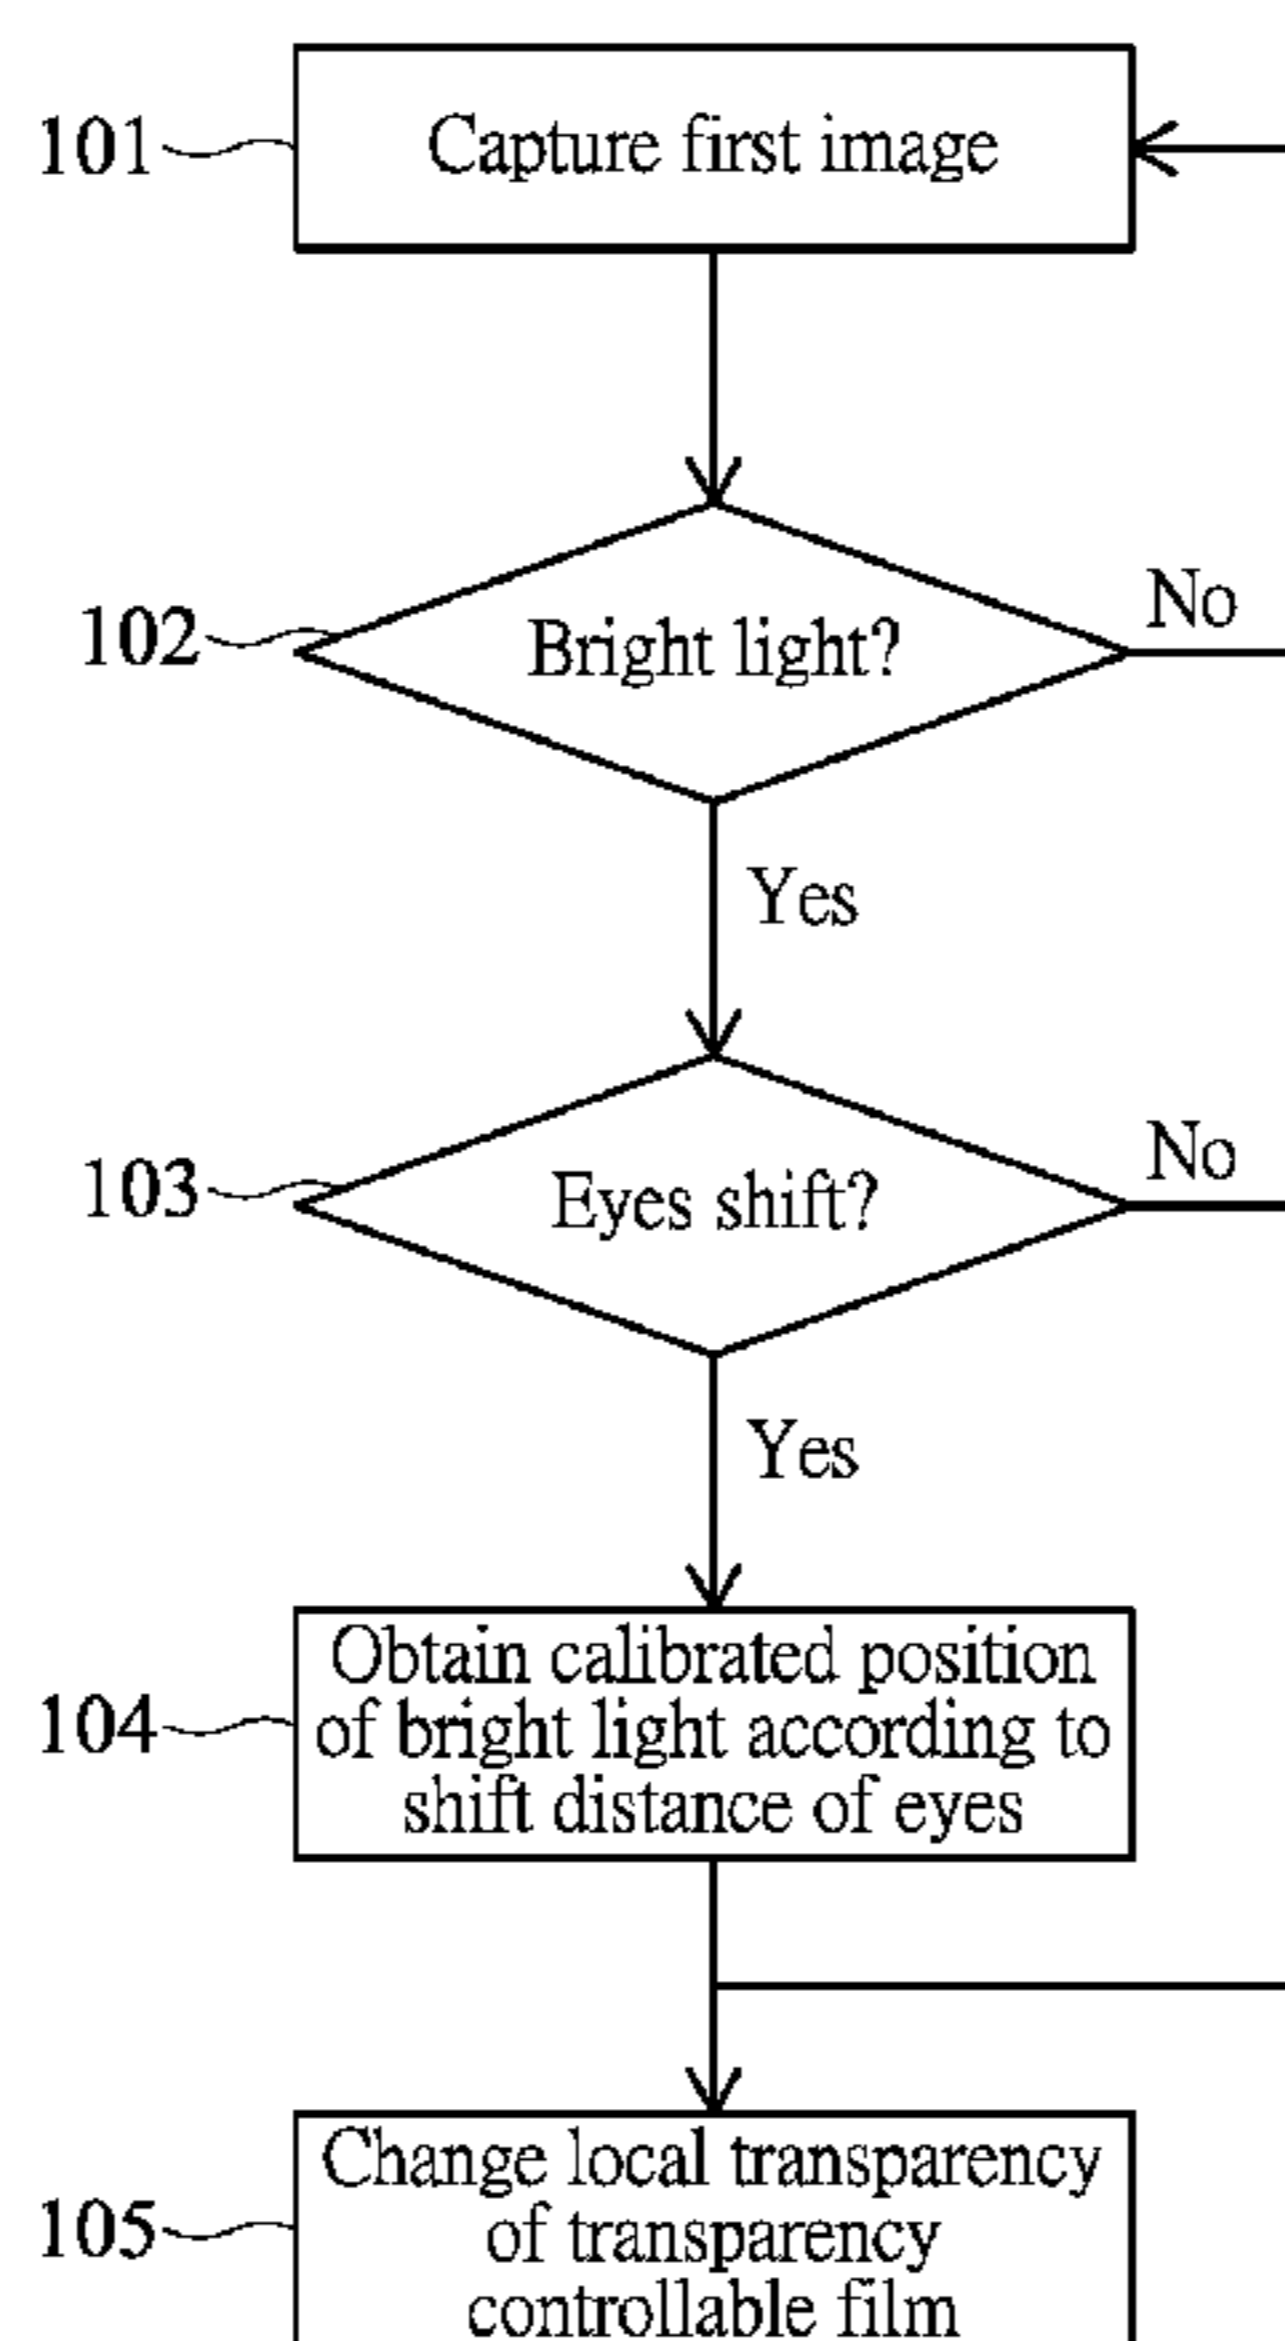 101
Capture first image
102
Bright light?
No
Yes
103
Eyes shift?
No
Yes
104
Obtain calibrated position
of bright light according to
shift distance of eyes
105
Change local transparency
of transparency
controllable film